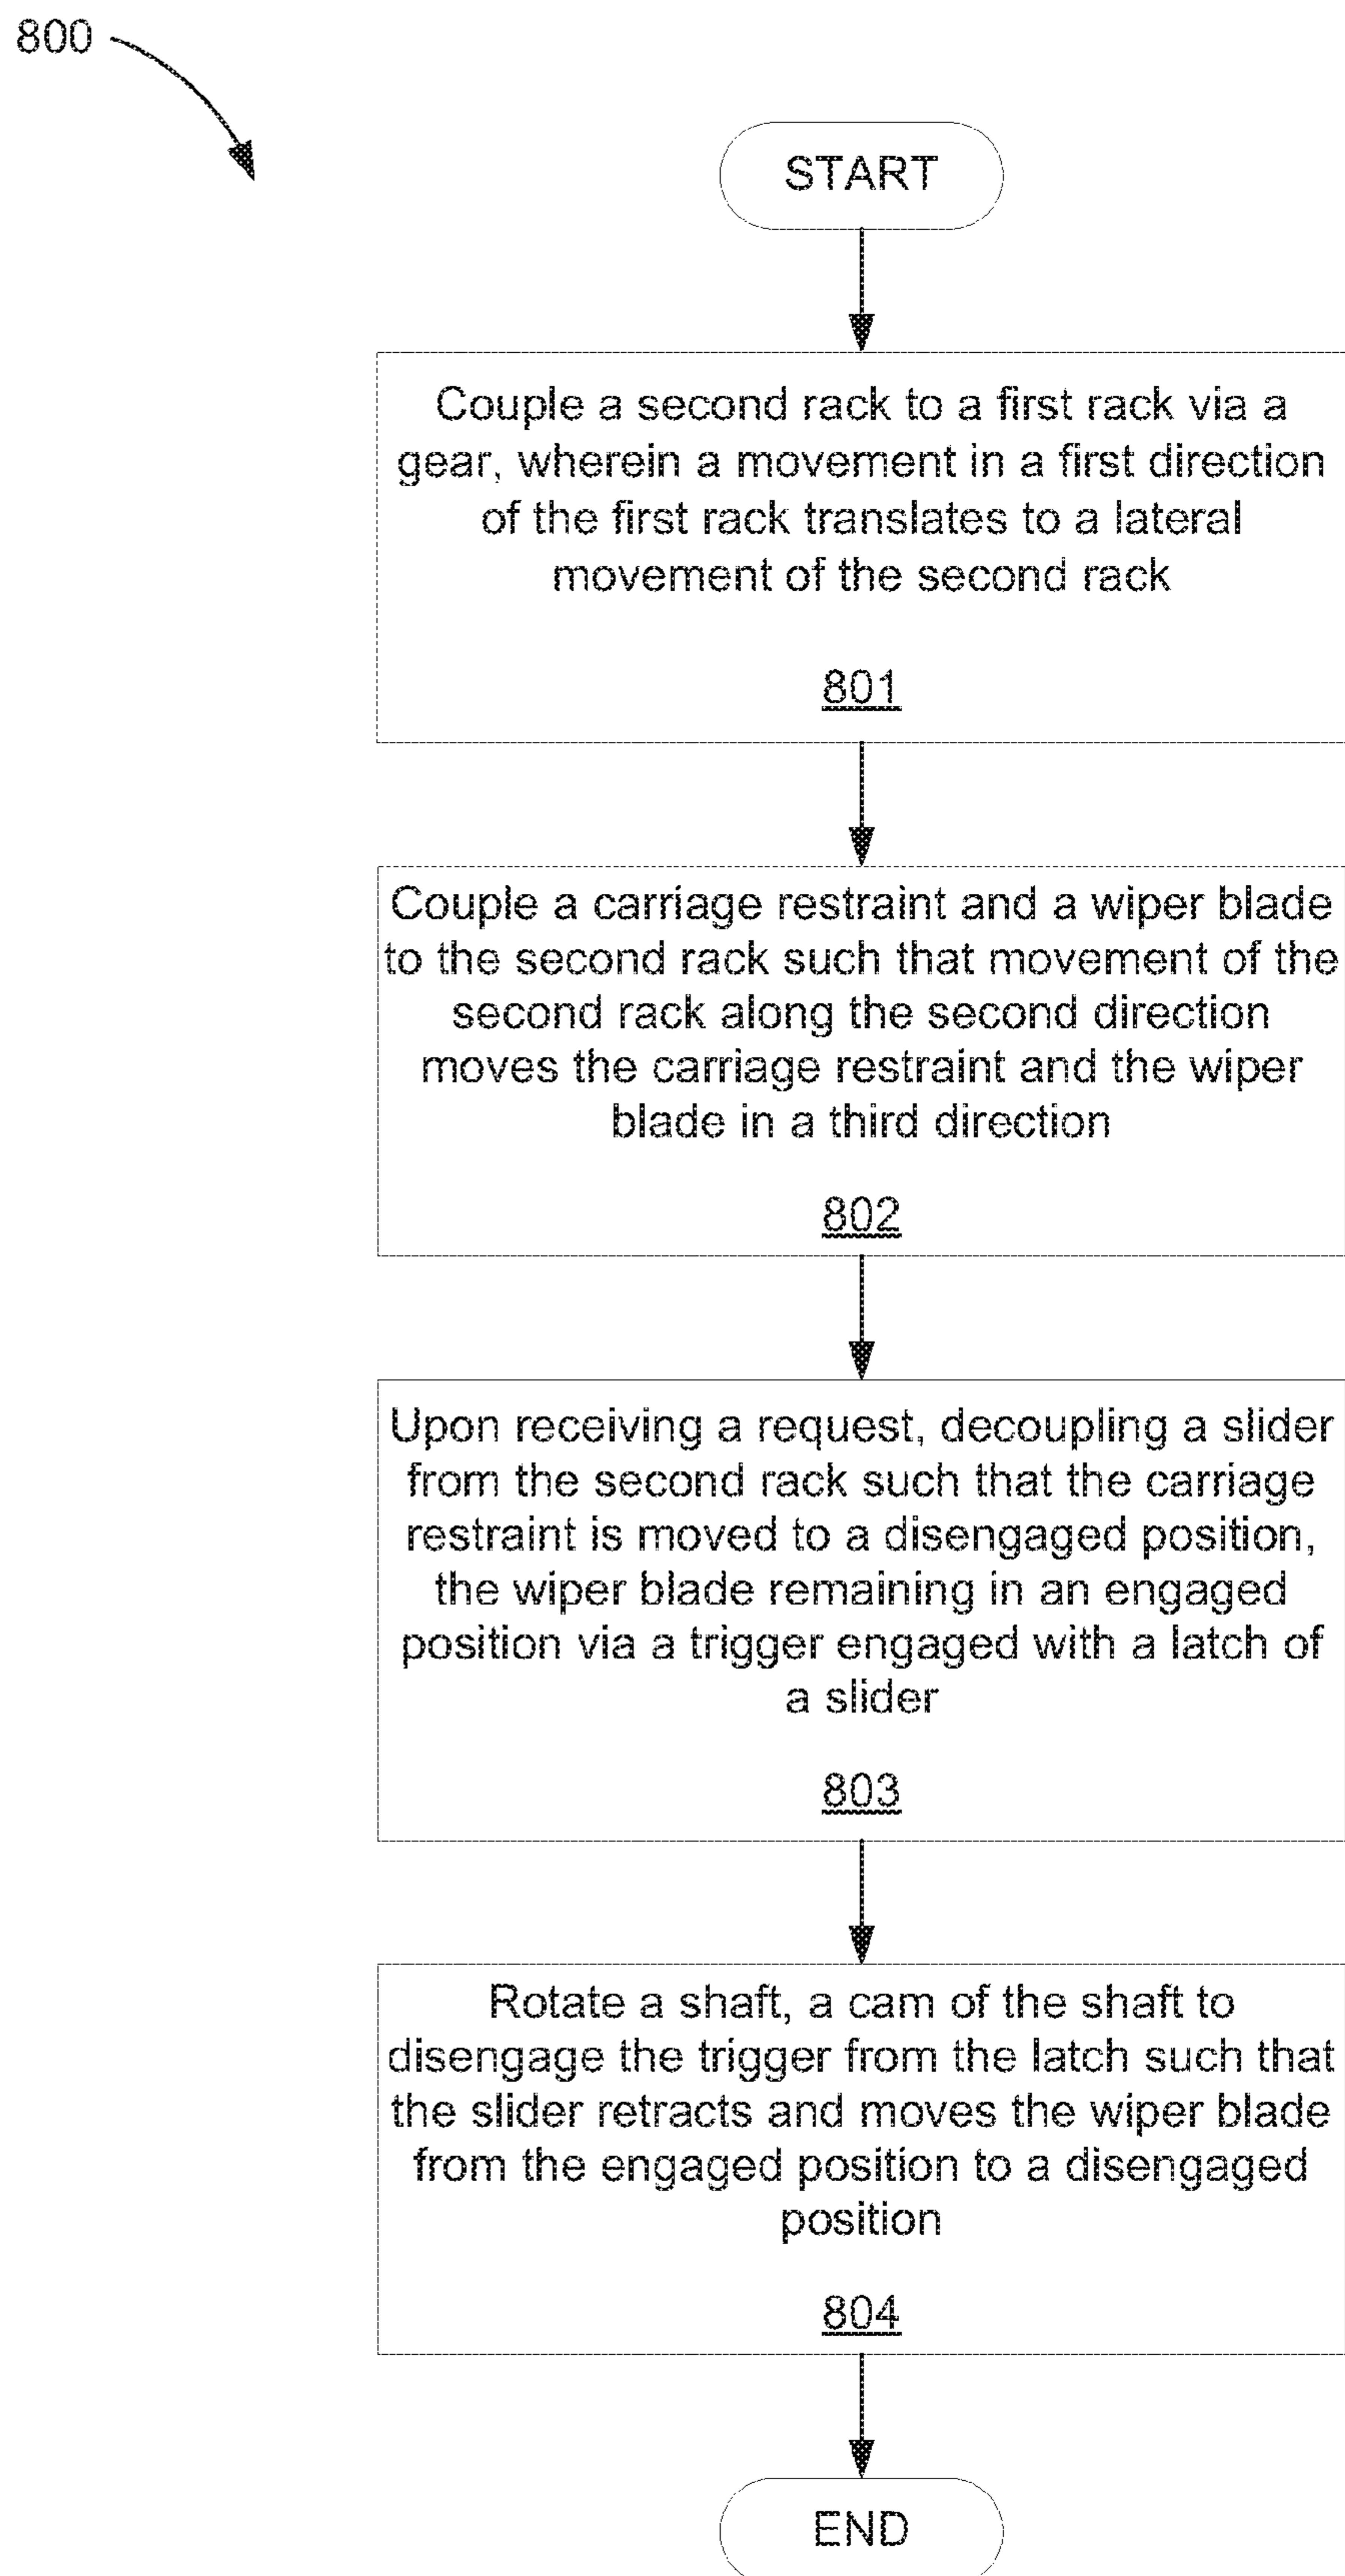 800
START
Couple a second rack to a first rack via a
gear, wherein a movement in a first direction
of the first rack translates to a lateral
movement of the second rack
801
Couple a carriage restraint and a wiper blade
to the second rack such that movement of the
second rack along the second direction
moves the carriage restraint and the wiper
blade in a third direction
802
Upon receiving a request, decoupling a slider
from the second rack such that the carriage
restraint is moved to a disengaged position,
the wiper blade remaining in an engaged
position via a trigger engaged with a latch of
a slider
803
Rotate a shaft, a cam of the shaft to
disengage the trigger from the latch such that
the slider retracts and moves the wiper blade
from the engaged position to a disengaged
position
804
END